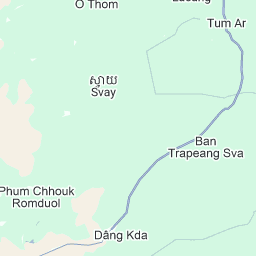 O Thom
Tum Ar
ស្វាយ
Svay
Ban
Trapeang Sva
Phum Chhouk
Romduol
Dâng Kda